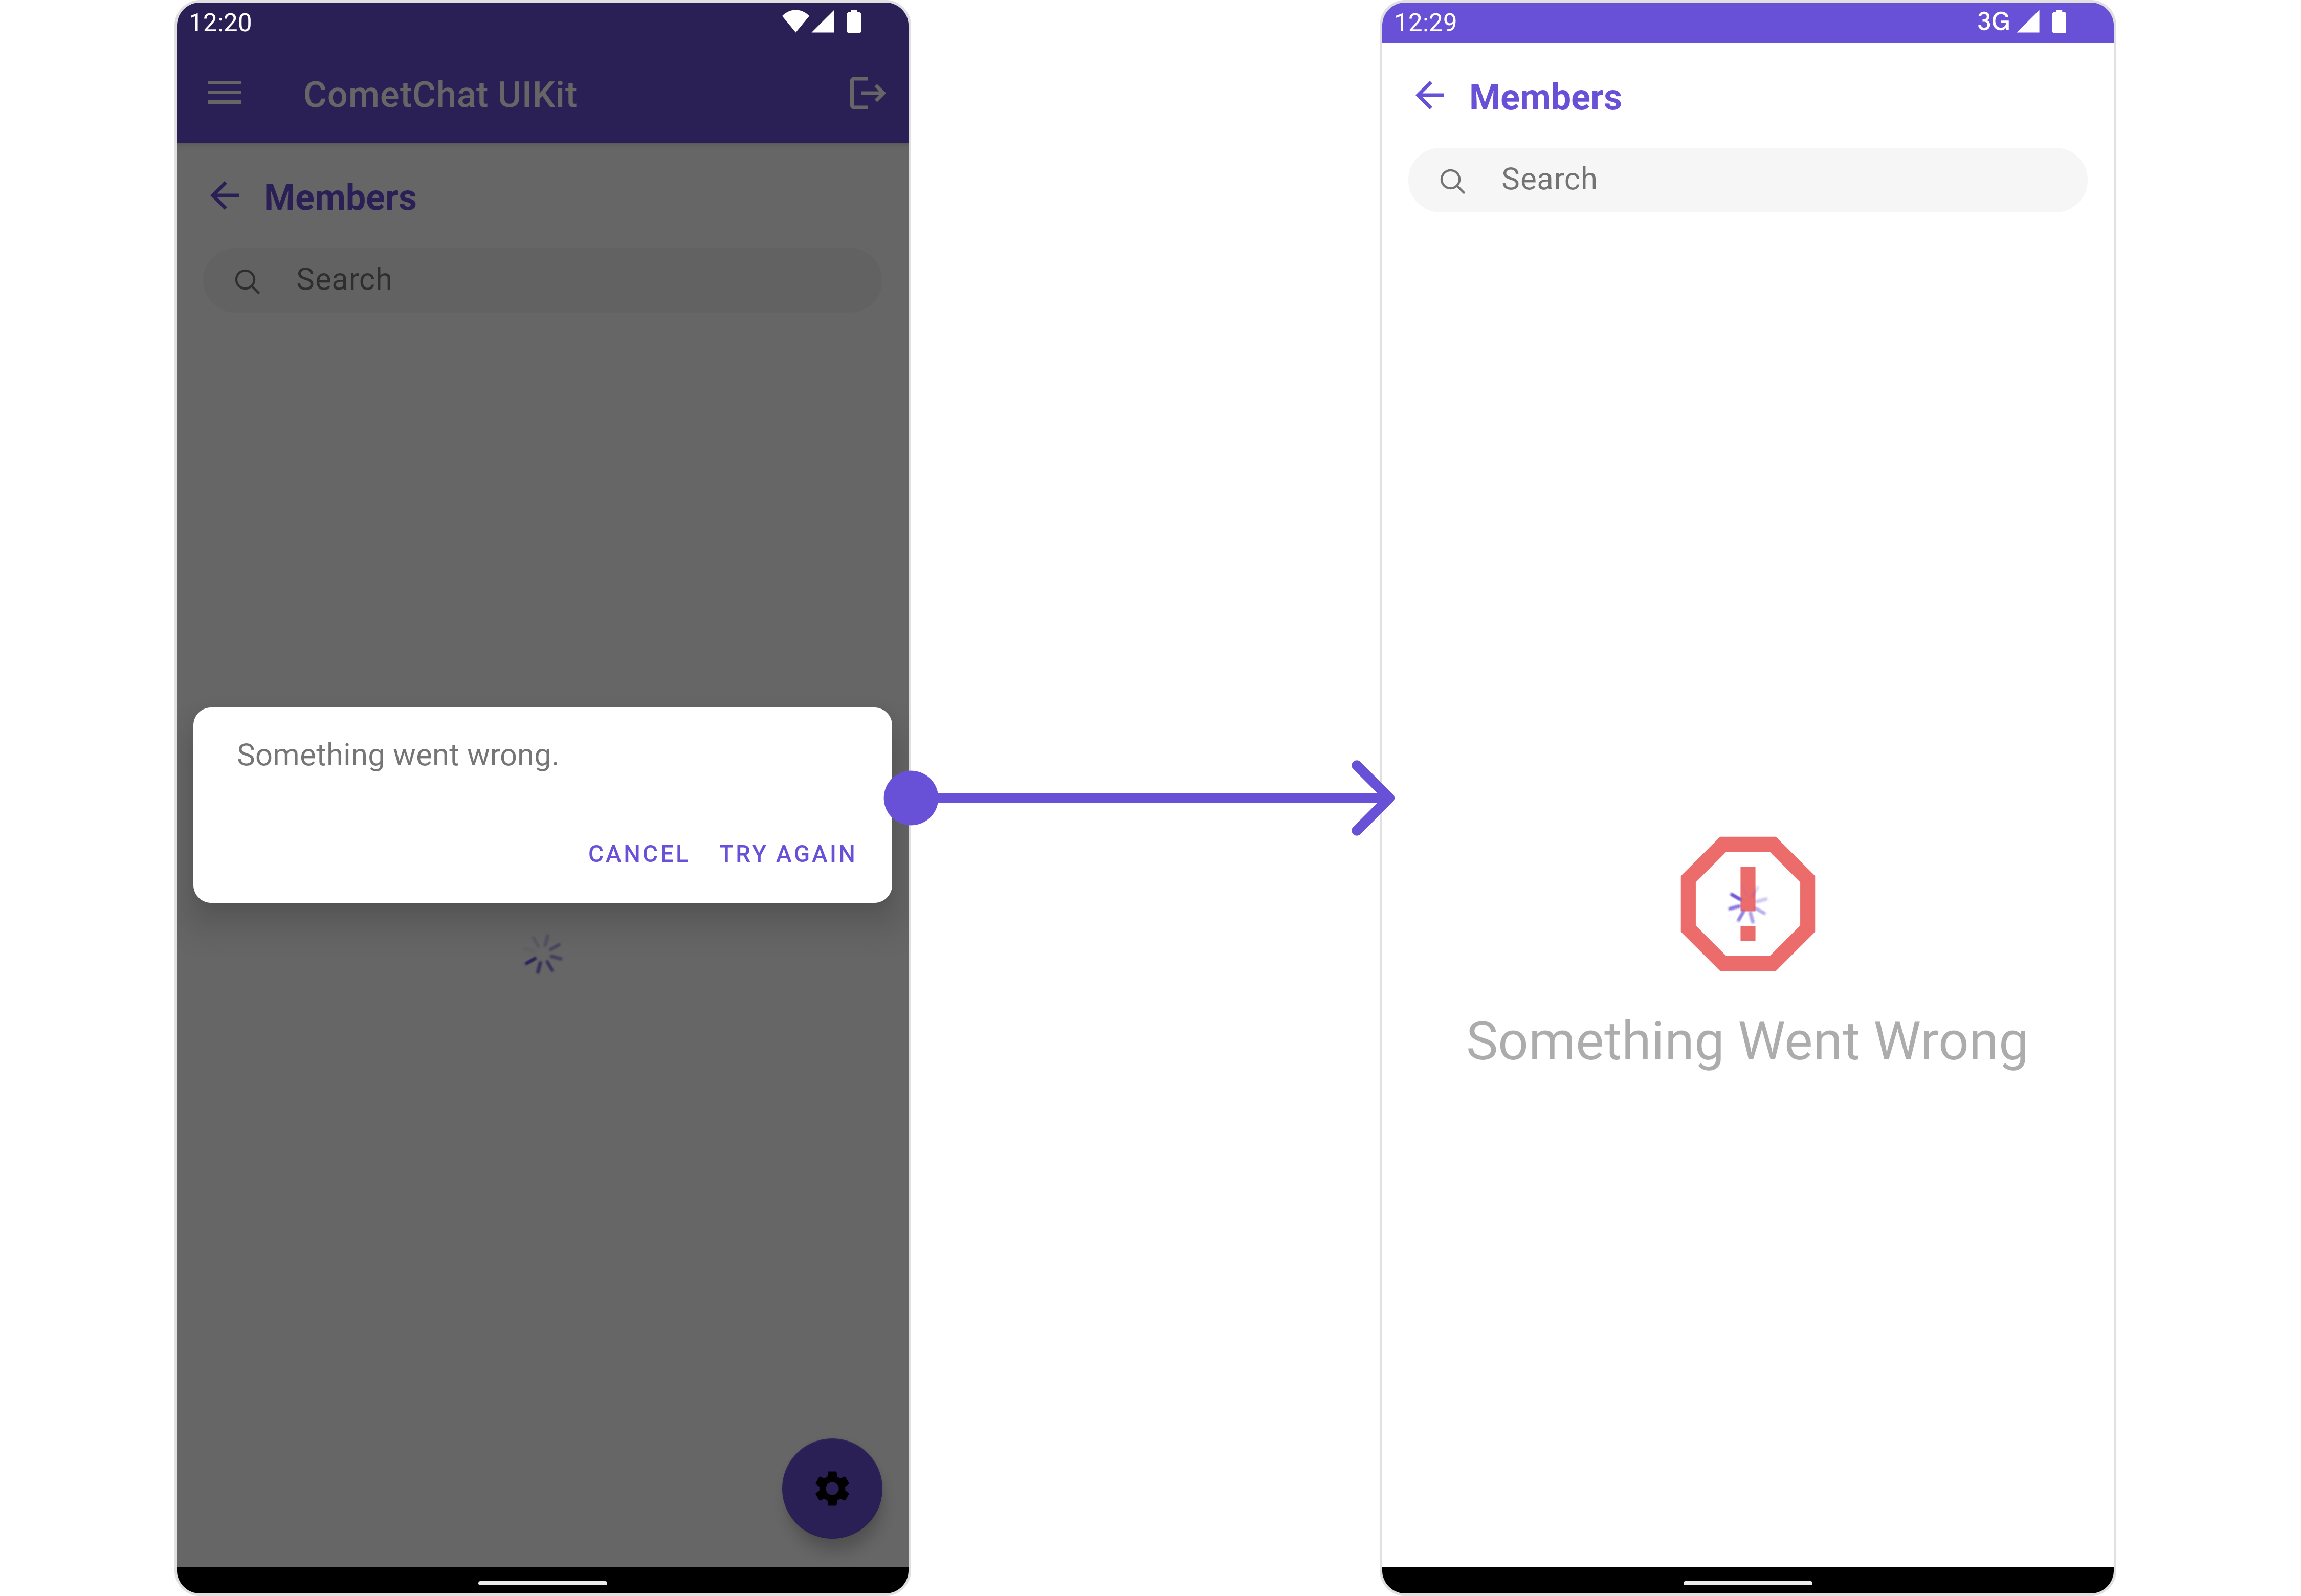 12:20
CometChat UIKit
Members
Search
Something went wrong.
CANCEL TRY AGAIN
12:29 3G
Members
Search
Something Went Wrong